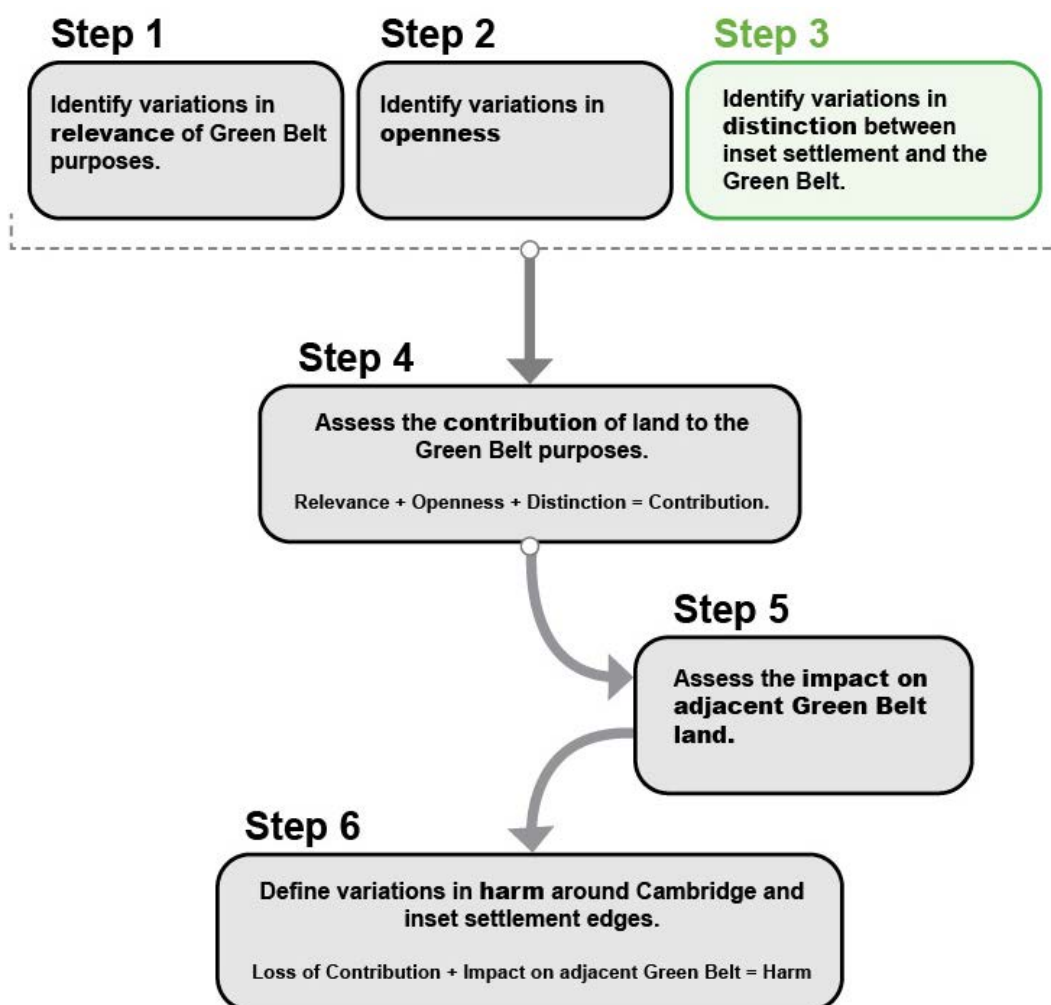 Step 1
Identify variations in
relevance of Green Belt
purposes.
Step 2
Identify variations in
openness
Step 3
Identify variations in
distinction between
inset settlement and the
Green Belt.
Step 4
Assess the contribution of land to the
Green Belt purposes.
Relevance + Openness + Distinction = Contribution.
Step 5
Assess the impact on
adjacent Green Belt
land.
Step 6
Define variations in harm around Cambridge and
inset settlement edges.
Loss of Contribution + Impact on adjacent Green Belt = Harm